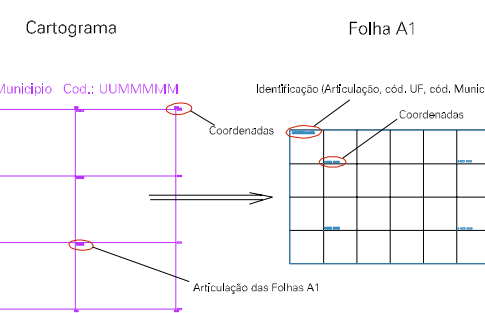 Cartograma
Folha A1
Municipio Cod.: UUMMMMM
Identificação (Articulação, cód. UF, cód. Munic
Coordenadas
Coordenadas
Articulação das Folhas A1